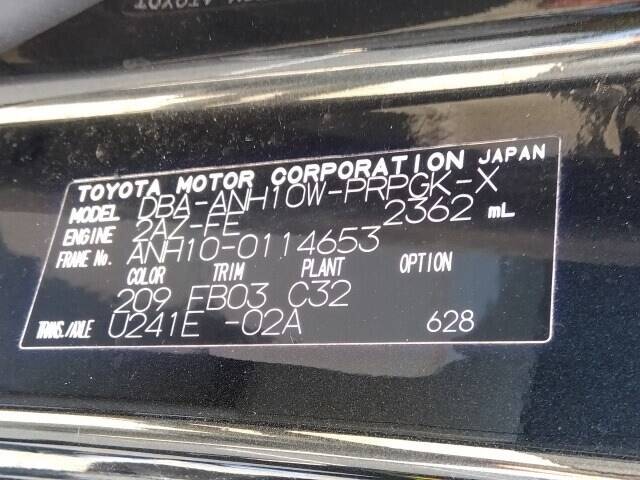 TOYOTA MOTOR CORPORATION JAPAN
MODEL DBA-ANH10W-PRPGK-X
ENGINE 2AZ-FE 2362 mL
FRAME No. ANH10-0114653
COLOR TRIM PLANT OPTION
209 FB03 C32
TRANS./AXLE U241E -02A 628